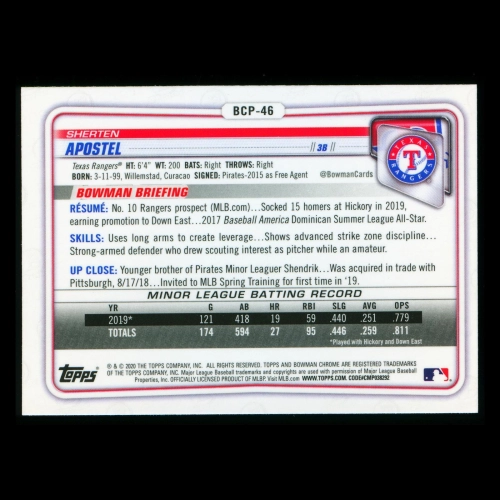 BCP-46
SHERTEN
APOSTEL
// 3B //
Texas Rangers® HT: 6'4" WT: 200 BATS: Right THROWS: Right
BORN: 3-11-99, Willemstad, Curacao SIGNED: Pirates-2015 as Free Agent @BowmanCards
TEXAS RANGERS
T
BOWMAN BRIEFING
RÉSUMÉ: No. 10 Rangers prospect (MLB.com)...Socked 15 homers at Hickory in 2019,
earning promotion to Down East...2017 Baseball America Dominican Summer League All-Star.
SKILLS: Uses long arms to create leverage...Shows advanced strike zone discipline...
Strong-armed defender who drew scouting interest as pitcher while an amateur.
UP CLOSE: Younger brother of Pirates Minor Leaguer Shendrik...Was acquired in trade with
Pittsburgh, 8/17/18...Invited to MLB Spring Training for first time in '19.
MINOR LEAGUE BATTING RECORD
YR G AB HR RBI SLG AVG OPS
2019* 121 418 19 59 .440 .251 .779
TOTALS 174 594 27 95 .446 .259 .811
*Played with Hickory and Down East
Topps
® & © 2020 THE TOPPS COMPANY, INC. ALL RIGHTS RESERVED. TOPPS AND BOWMAN CHROME ARE REGISTERED TRADEMARKS
OF THE TOPPS COMPANY, INC. Major League Baseball trademarks and copyrights are used with permission of Major League Baseball
Properties, Inc. OFFICIALLY LICENSED PRODUCT OF MLBP. Visit MLB.com WWW.TOPPS.COM. CODE#CMP108292